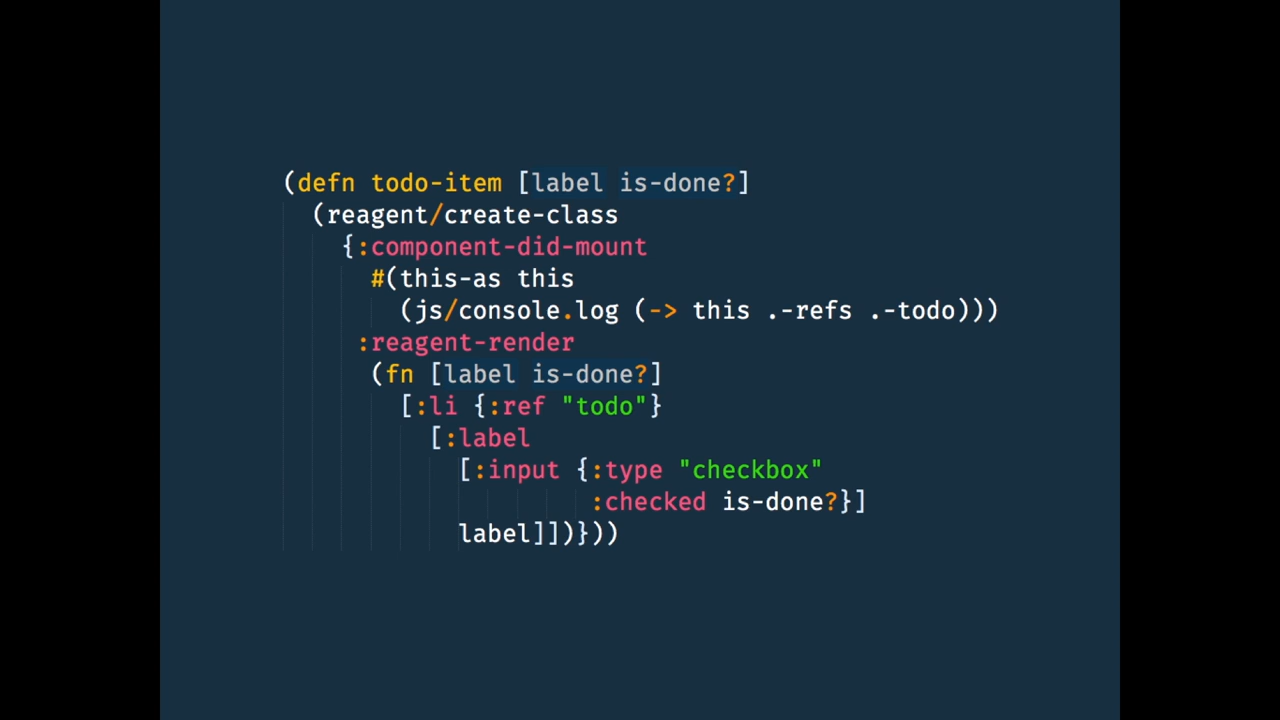 (defn todo-item [label is-done?]
  (reagent/create-class
    {:component-did-mount
      #(this-as this
        (js/console.log (-> this .-refs .-todo)))
     :reagent-render
      (fn [label is-done?]
        [:li {:ref "todo"}
          [:label
            [:input {:type "checkbox"
                     :checked is-done?}]
            label]])}))